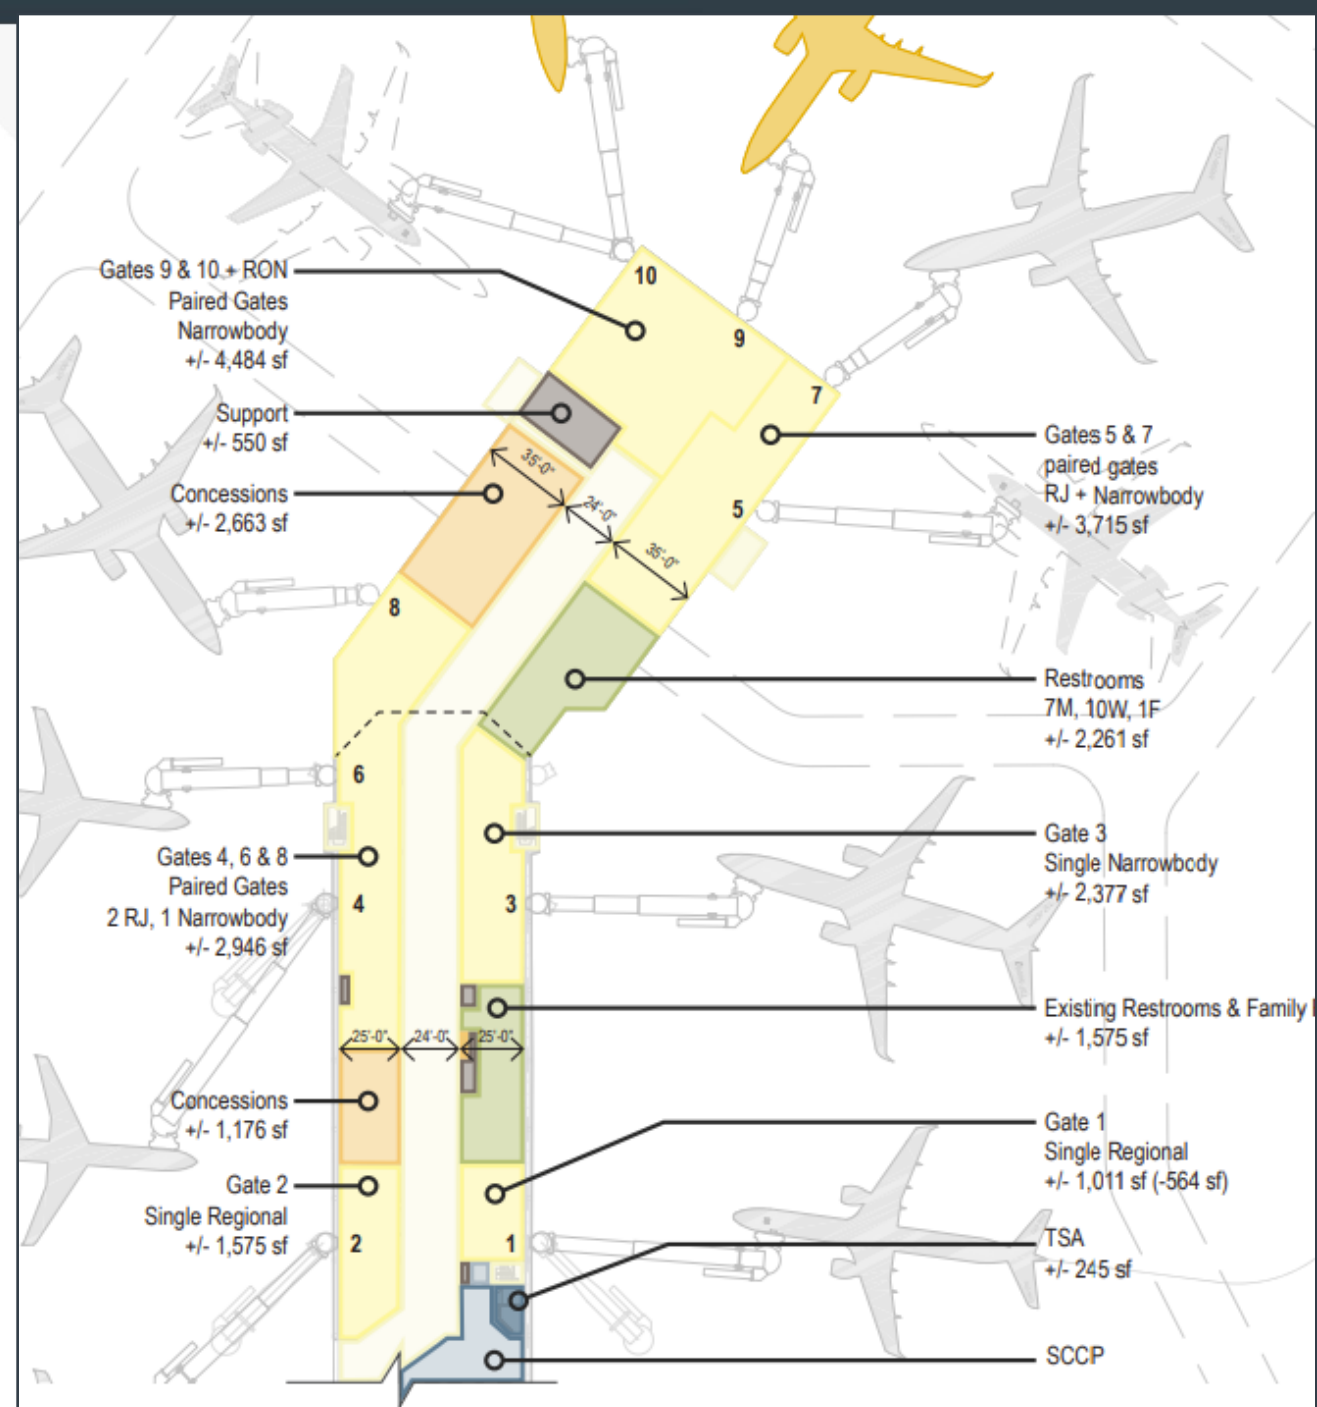 Gates 9 & 10 + RON
Paired Gates
Narrowbody
+/- 4,484 sf
Support
+/- 550 sf
Concessions
+/- 2,663 sf
10
9
7
Gates 5 & 7
paired gates
RJ + Narrowbody
+/- 3,715 sf
35'-0"
24'-0"
35'-0"
5
8
Restrooms
7M, 10W, 1F
+/- 2,261 sf
6
Gates 4, 6 & 8
Paired Gates
2 RJ, 1 Narrowbody
+/- 2,946 sf
4
3
Gate 3
Single Narrowbody
+/- 2,377 sf
Existing Restrooms & Family
+/- 1,575 sf
25'-0"
24'-0"
25'-0"
Concessions
+/- 1,176 sf
Gate 1
Single Regional
+/- 1,011 sf (-564 sf)
Gate 2
Single Regional
+/- 1,575 sf
2
1
TSA
+/- 245 sf
SCCP